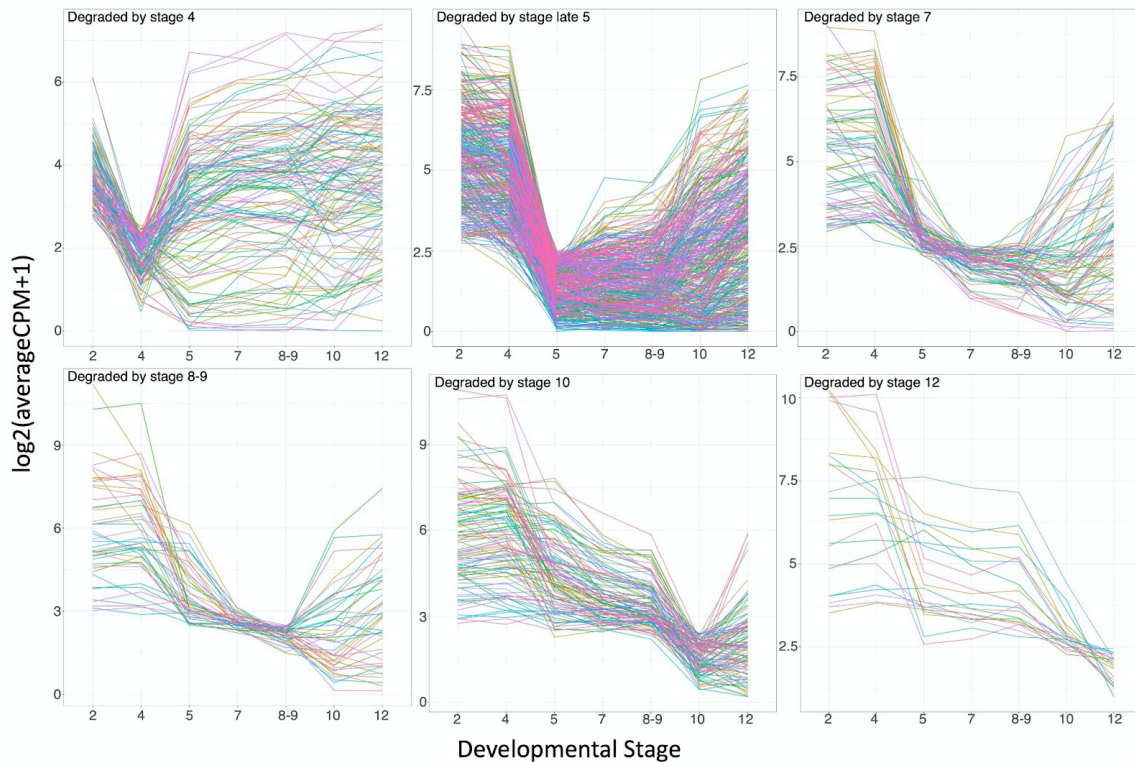 Degraded by stage 4
Degraded by stage late 5
Degraded by stage 7
6
4
2
0
2 4 5 7 8-9 10 12
7.5
5
2.5
0
2 4 5 7 8-9 10 12
7.5
5
2.5
0
2 4 5 7 8-9 10 12
log2(averageCPM+1)
Degraded by stage 8-9
Degraded by stage 10
Degraded by stage 12
9
6
3
0
2 4 5 7 8-9 10 12
9
6
3
0
2 4 5 7 8-9 10 12
10
7.5
5
2.5
2 4 5 7 8-9 10 12
Developmental Stage